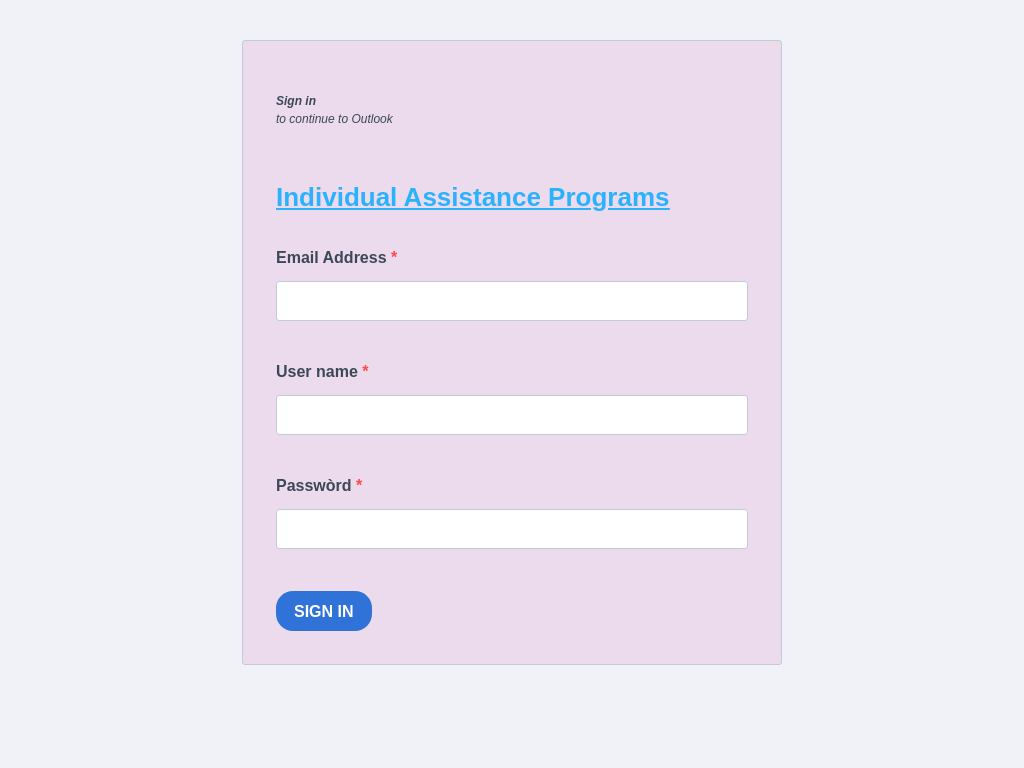 Sign in
to continue to Outlook
Individual Assistance Programs
Email Address *
User name *
Passwòrd *
SIGN IN